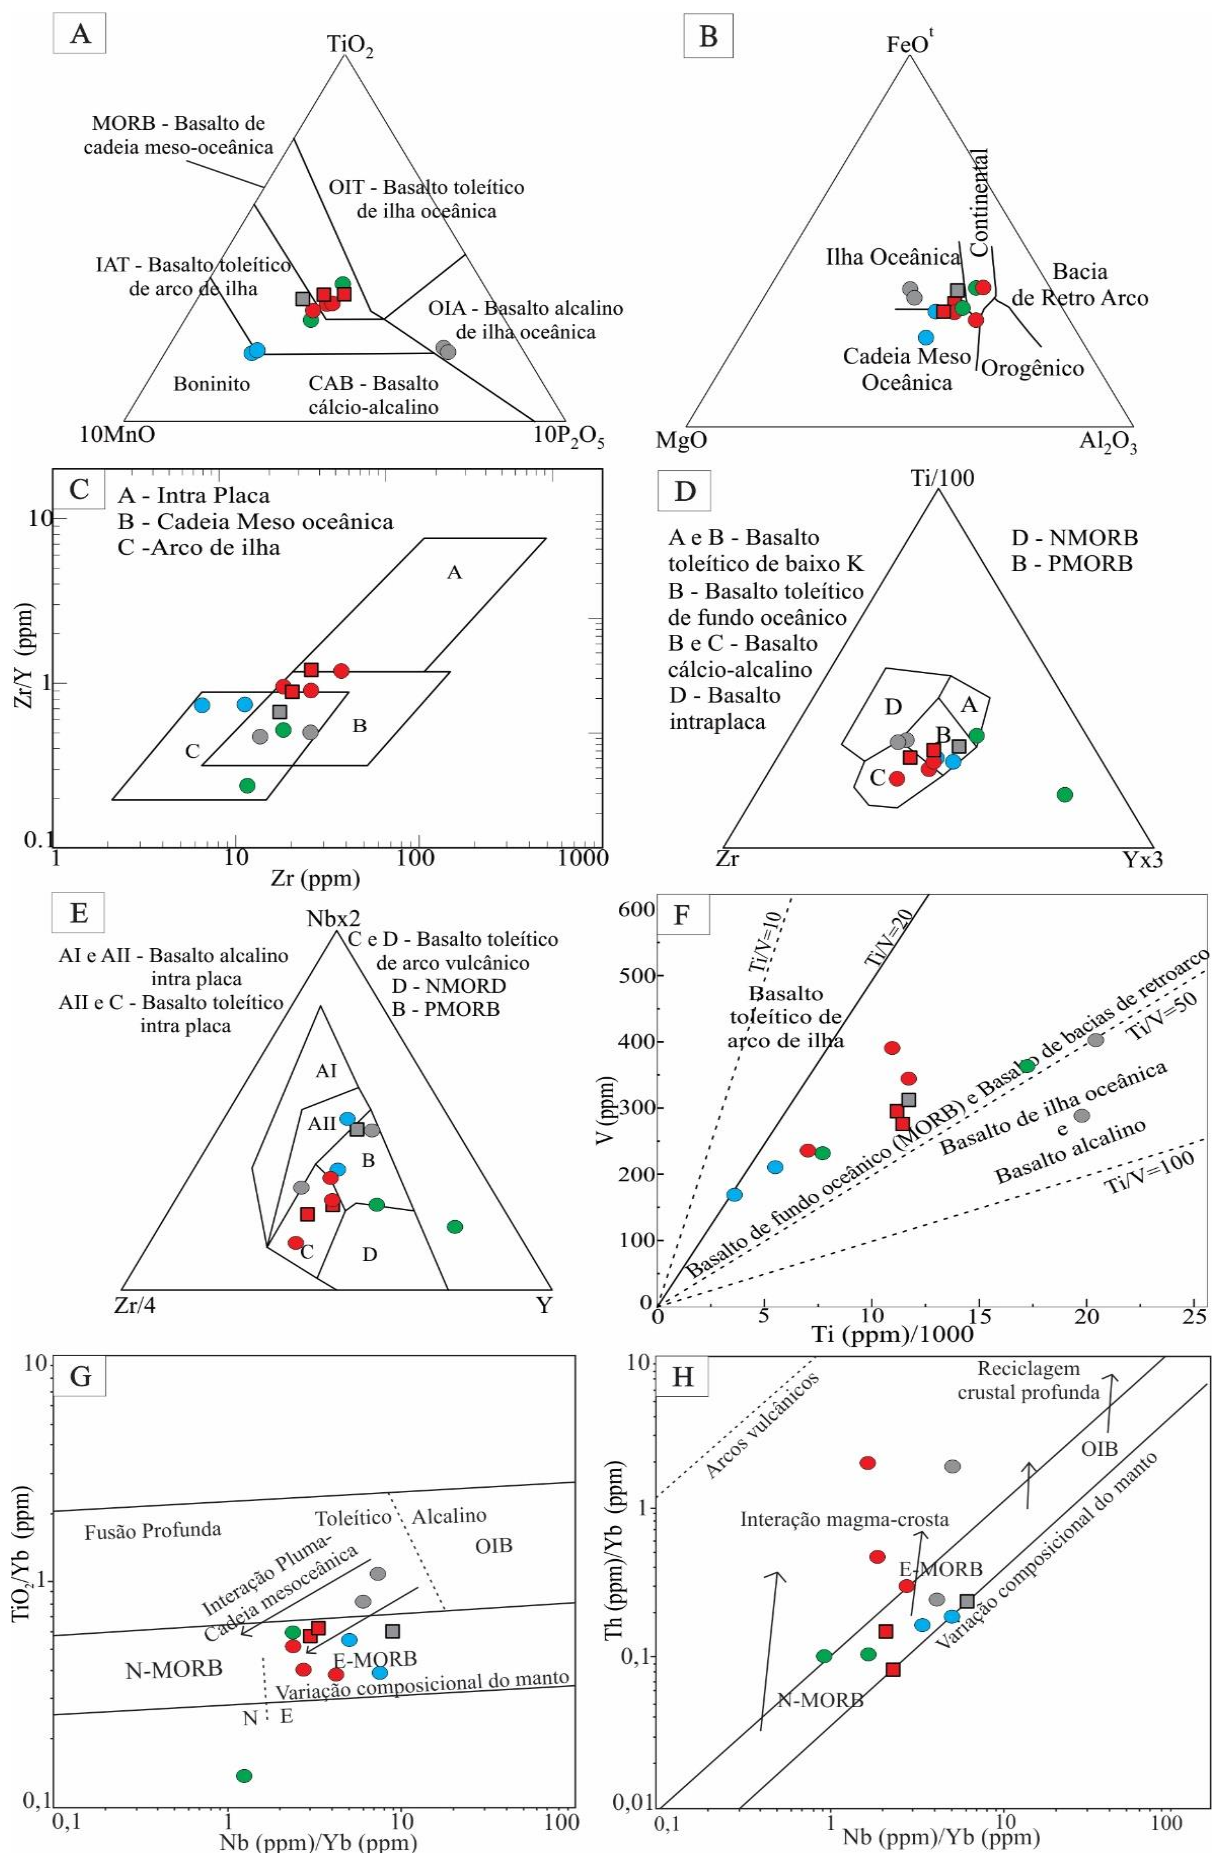 A
TiO2
MORB - Basalto de
cadeia meso-oceânica
OIT - Basalto toleítico
de ilha oceânica
IAT - Basalto toleítico
de arco de ilha
OIA - Basalto alcalino
de ilha oceânica
Boninito
CAB - Basalto
cálcio-alcalino
10MnO
10P2O5
B
FeOt
Continental
Ilha Oceânica
Bacia
de Retro Arco
Cadeia Meso
Oceânica
Orogênico
MgO
Al2O3
C
A - Intra Placa
B - Cadeia Meso oceânica
C -Arco de ilha
A
B
C
10
1
0.1
Zr/Y (ppm)
1
10
100
1000
Zr (ppm)
D
Ti/100
A e B - Basalto
toleítico de baixo K
B - Basalto toleítico
de fundo oceânico
B e C - Basalto
cálcio-alcalino
D - Basalto
intraplaca
D - NMORB
B - PMORB
D
A
B
C
Zr
Yx3
E
Nbx2
AI e AII - Basalto alcalino
intra placa
AII e C - Basalto toleítico
intra placa
C e D - Basalto toleítico
de arco vulcânico
D - NMORD
B - PMORB
AI
AII
B
C
D
Zr/4
Y
F
600
500
400
300
200
100
0
V (ppm)
Ti/V=10
Ti/V=20
Basalto
toleítico de
arco de ilha
Basalto de fundo oceânico (MORB) e Basalto de bacias de retroarco
Ti/V=50
Basalto de ilha oceânica
e
Basalto alcalino
Ti/V=100
0
5
10
15
20
25
Ti (ppm)/1000
G
10
1
0,1
TiO2/Yb (ppm)
Fusão Profunda
Toleítico
Alcalino
OIB
Interação Pluma-
Cadeia mesoceânica
N-MORB
E-MORB
Variação composicional do manto
N
E
0,1
1
10
100
Nb (ppm)/Yb (ppm)
H
10
1
0,1
0,01
Th (ppm)/Yb (ppm)
Arcos vulcânicos
Reciclagem
crustal profunda
OIB
Interação magma-crosta
E-MORB
Variação composicional do manto
N-MORB
0,1
1
10
100
Nb (ppm)/Yb (ppm)